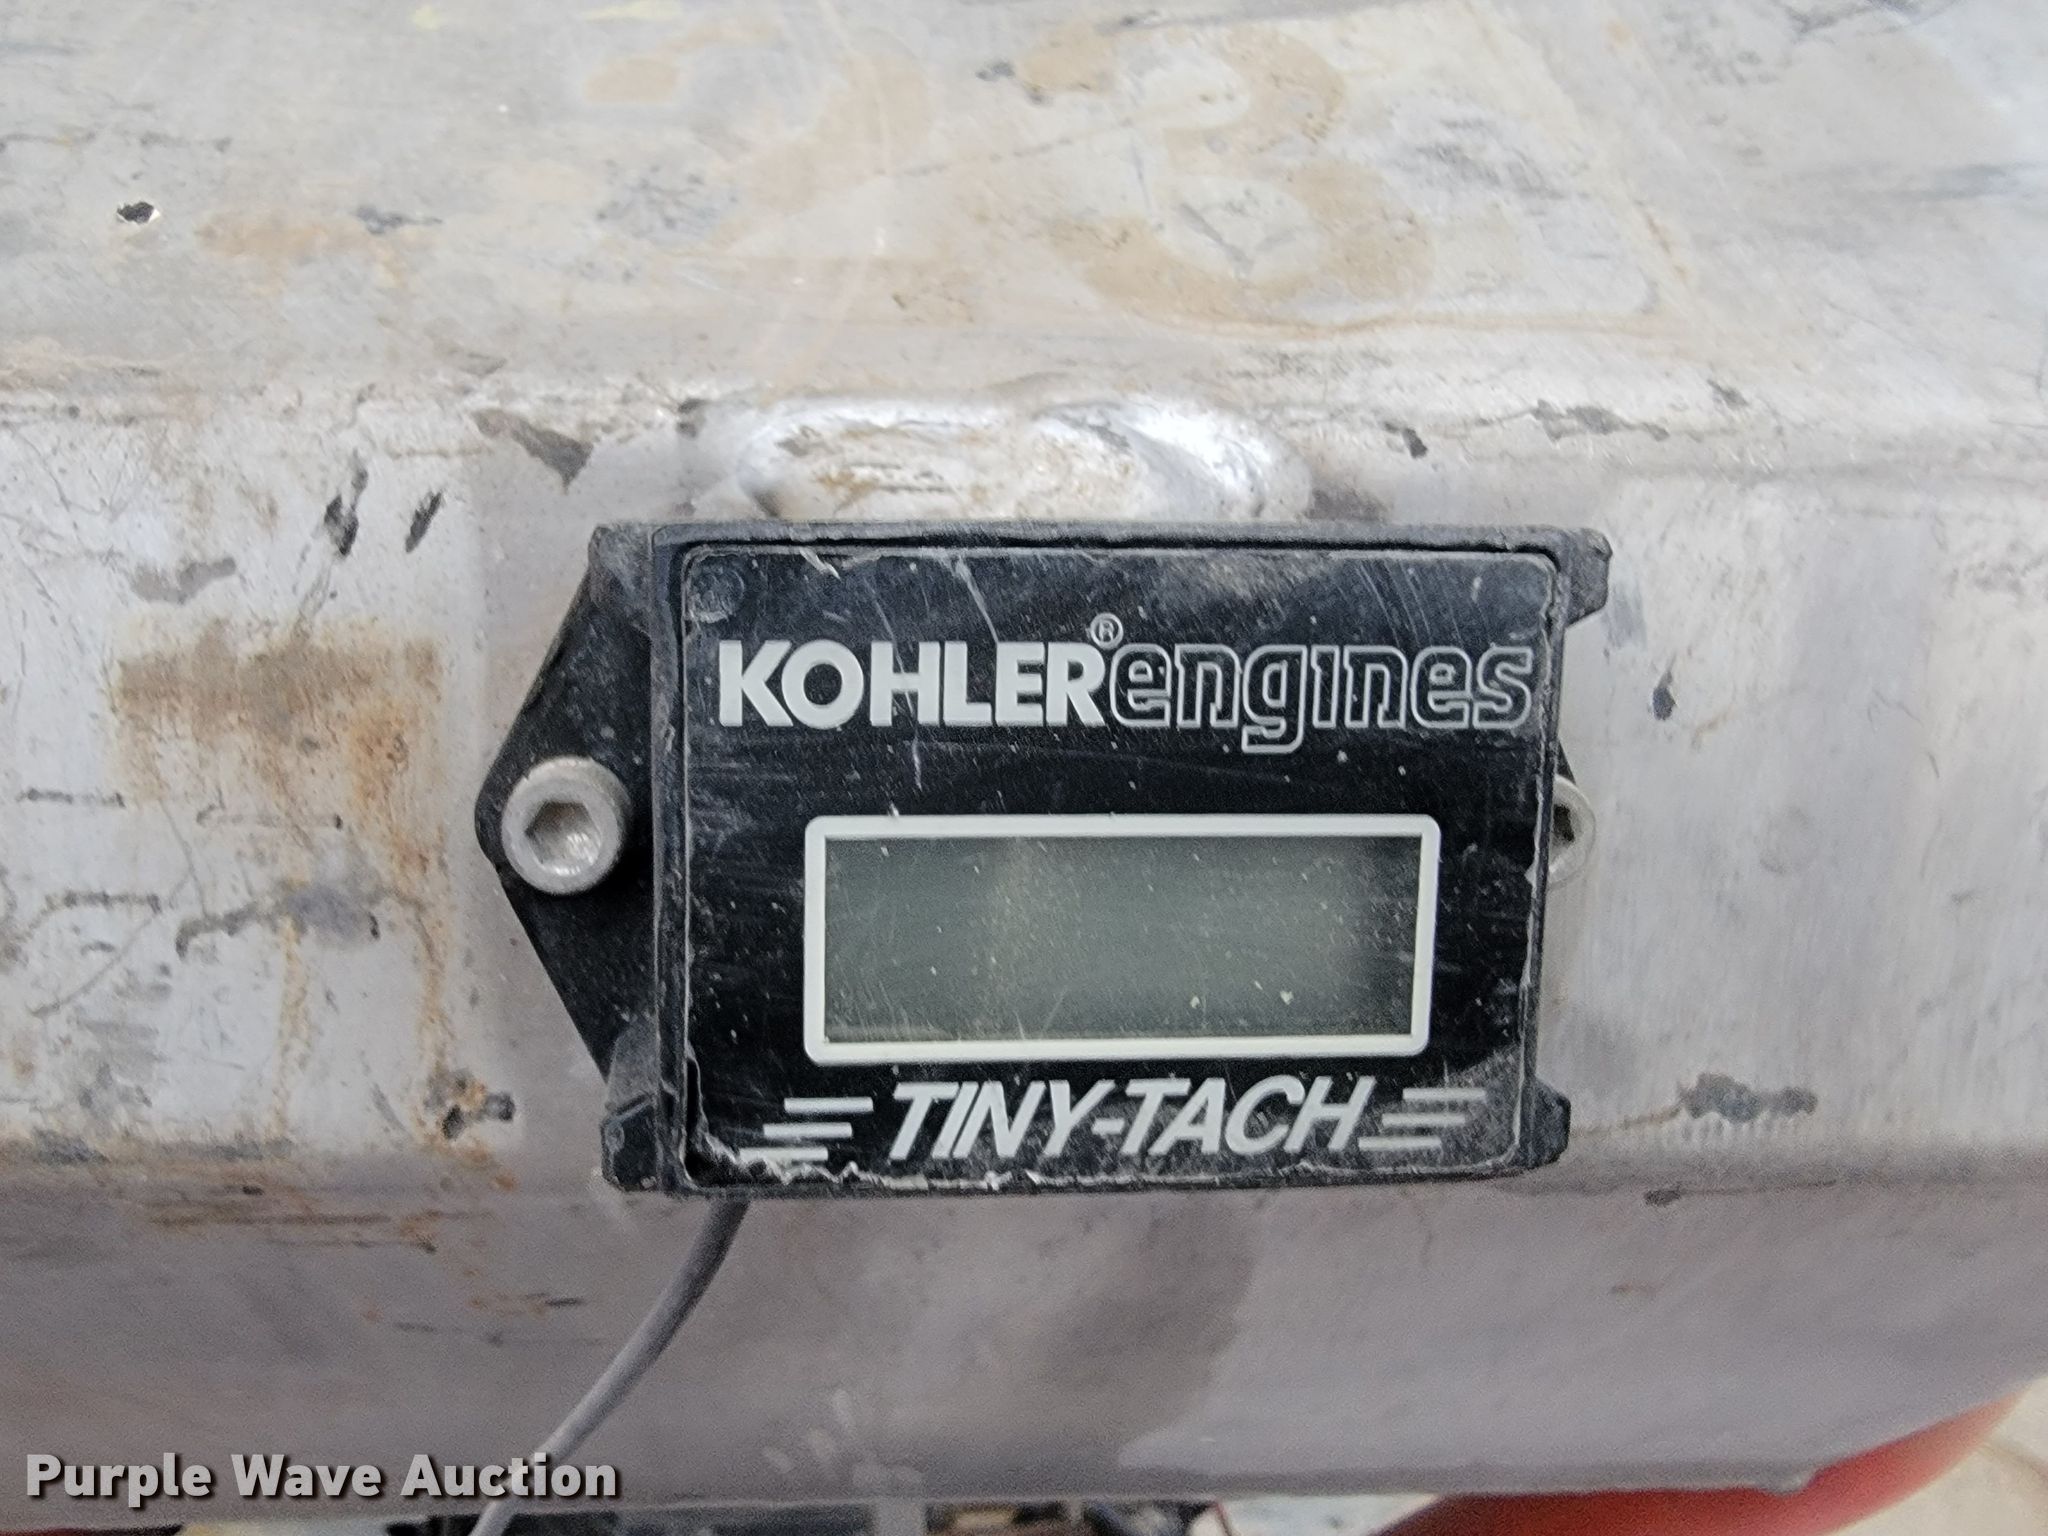 KOHLER® engines
TINY-TACH
Purple Wave Auction